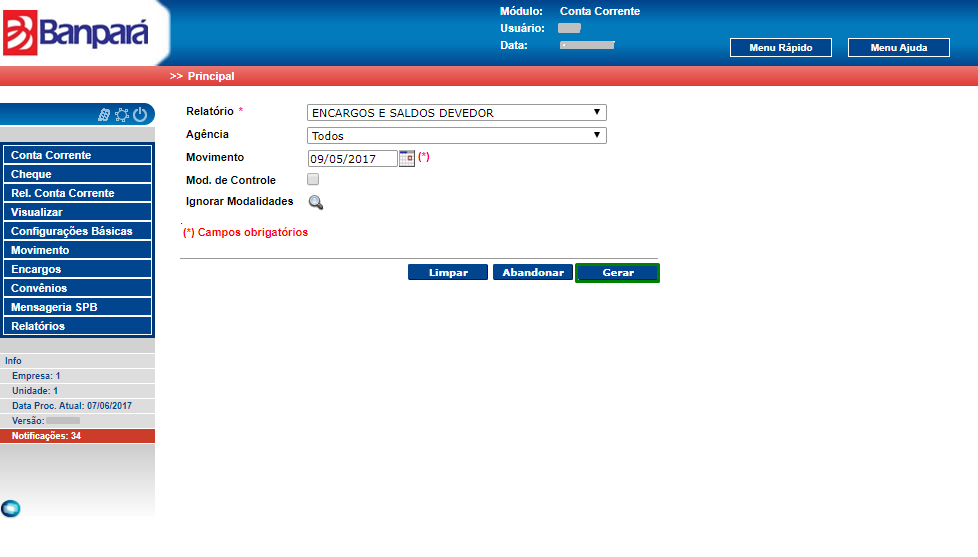 Banpará
Módulo: Conta Corrente
Usuário:
Data:
Menu Rápido
Menu Ajuda
>> Principal
Conta Corrente
Cheque
Rel. Conta Corrente
Visualizar
Configurações Básicas
Movimento
Encargos
Convênios
Mensageria SPB
Relatórios
Info
Empresa: 1
Unidade: 1
Data Proc. Atual: 07/06/2017
Versão:
Notificações: 34
Relatório * ENCARGOS E SALDOS DEVEDOR
Agência Todos
Movimento 09/05/2017 (*)
Mod. de Controle
Ignorar Modalidades
.
(*) Campos obrigatórios
Limpar Abandonar Gerar